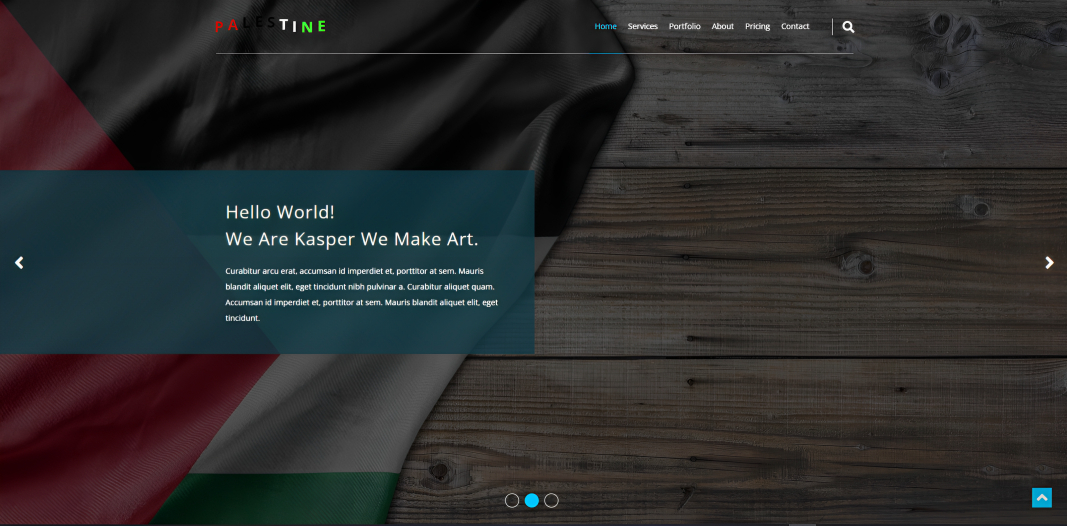 PALESTINE
Home Services Portfolio About Pricing Contact
Hello World!
We Are Kasper We Make Art.
Curabitur arcu erat, accumsan id imperdiet et, porttitor at sem. Mauris
blandit aliquet elit, eget tincidunt nibh pulvinar a. Curabitur aliquet quam.
Accumsan id imperdiet et, porttitor at sem. Mauris blandit aliquet elit, eget
tincidunt.